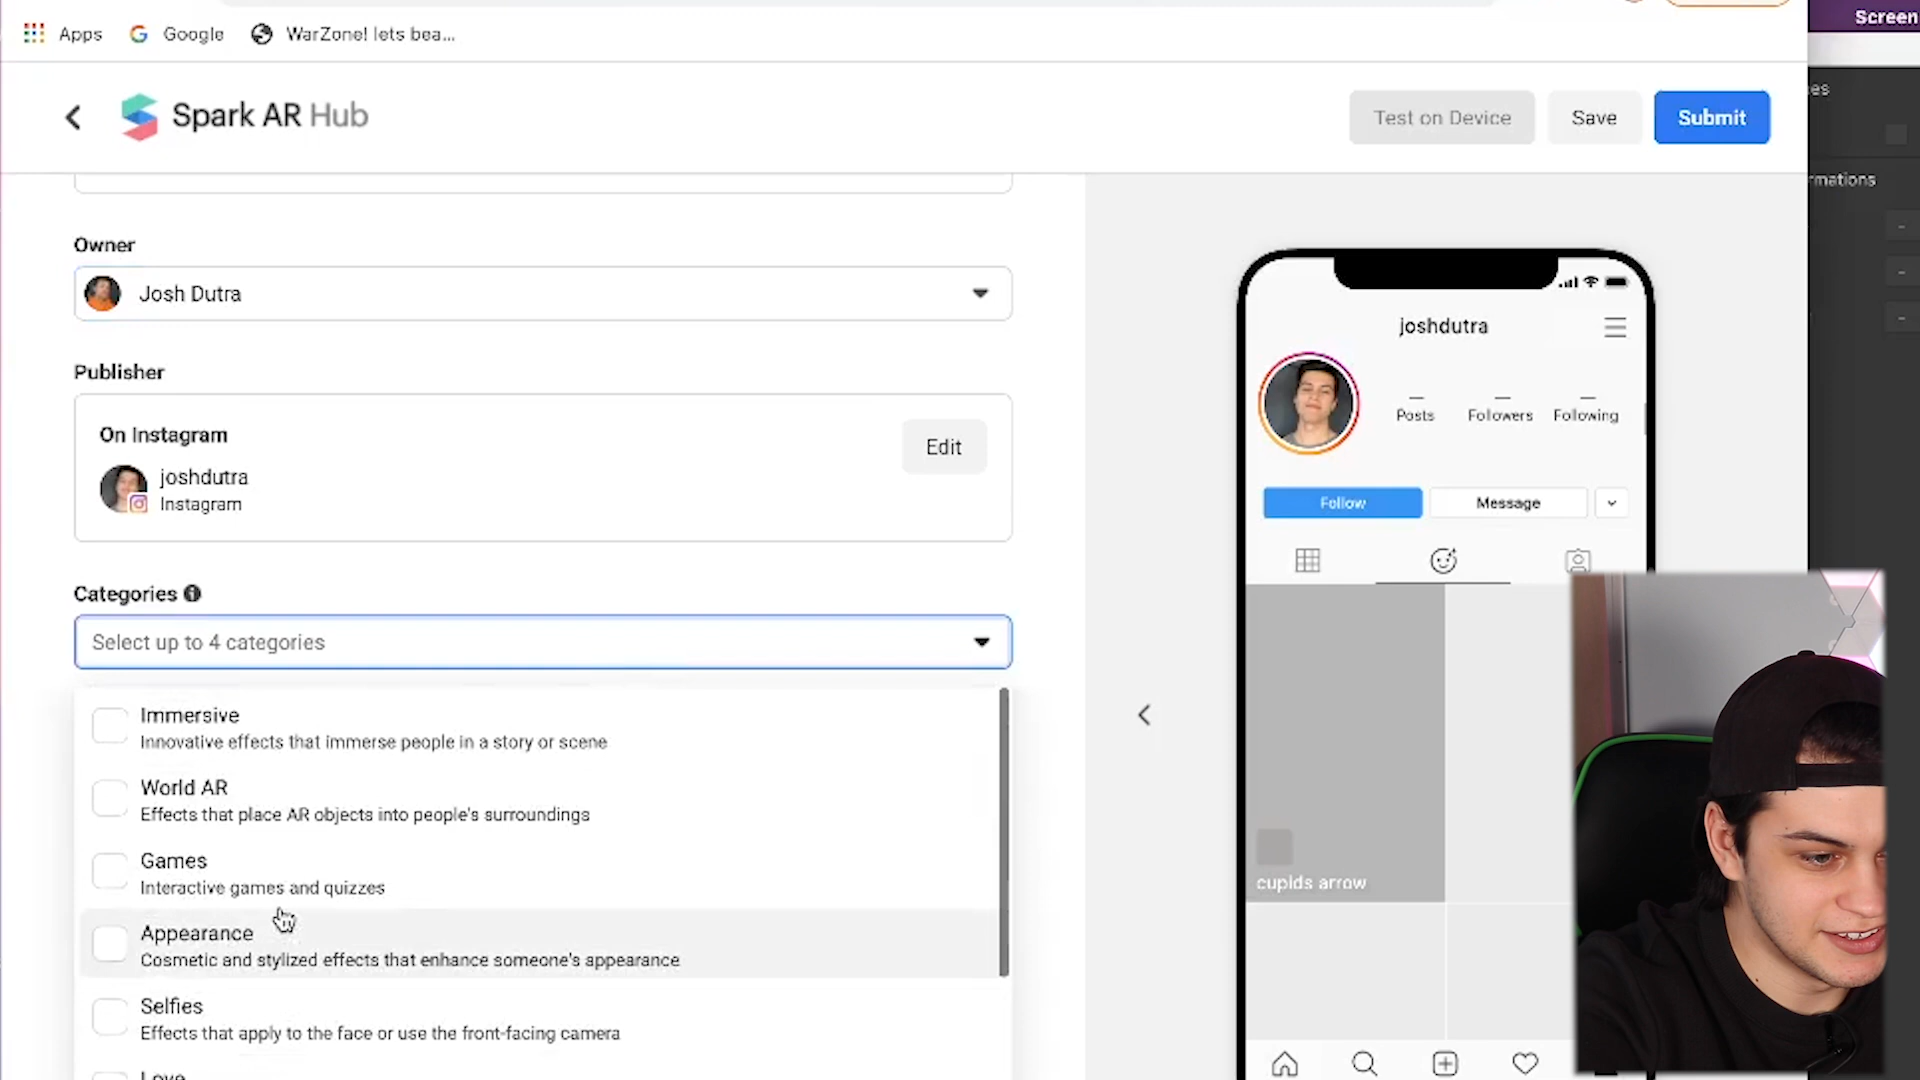 Screen
Apps
Google
WarZone! lets bea...
Spark AR Hub
Test on Device
Save
Submit
Owner
Josh Dutra
Publisher
On Instagram
Edit
joshdutra
Instagram
Categories
Select up to 4 categories
Immersive
Innovative effects that immerse people in a story or scene
World AR
Effects that place AR objects into people's surroundings
Games
Interactive games and quizzes
Appearance
Cosmetic and stylized effects that enhance someone's appearance
Selfies
Effects that apply to the face or use the front-facing camera
Love
joshdutra
Posts
Followers
Following
Follow
Message
cupids arrow
rmations